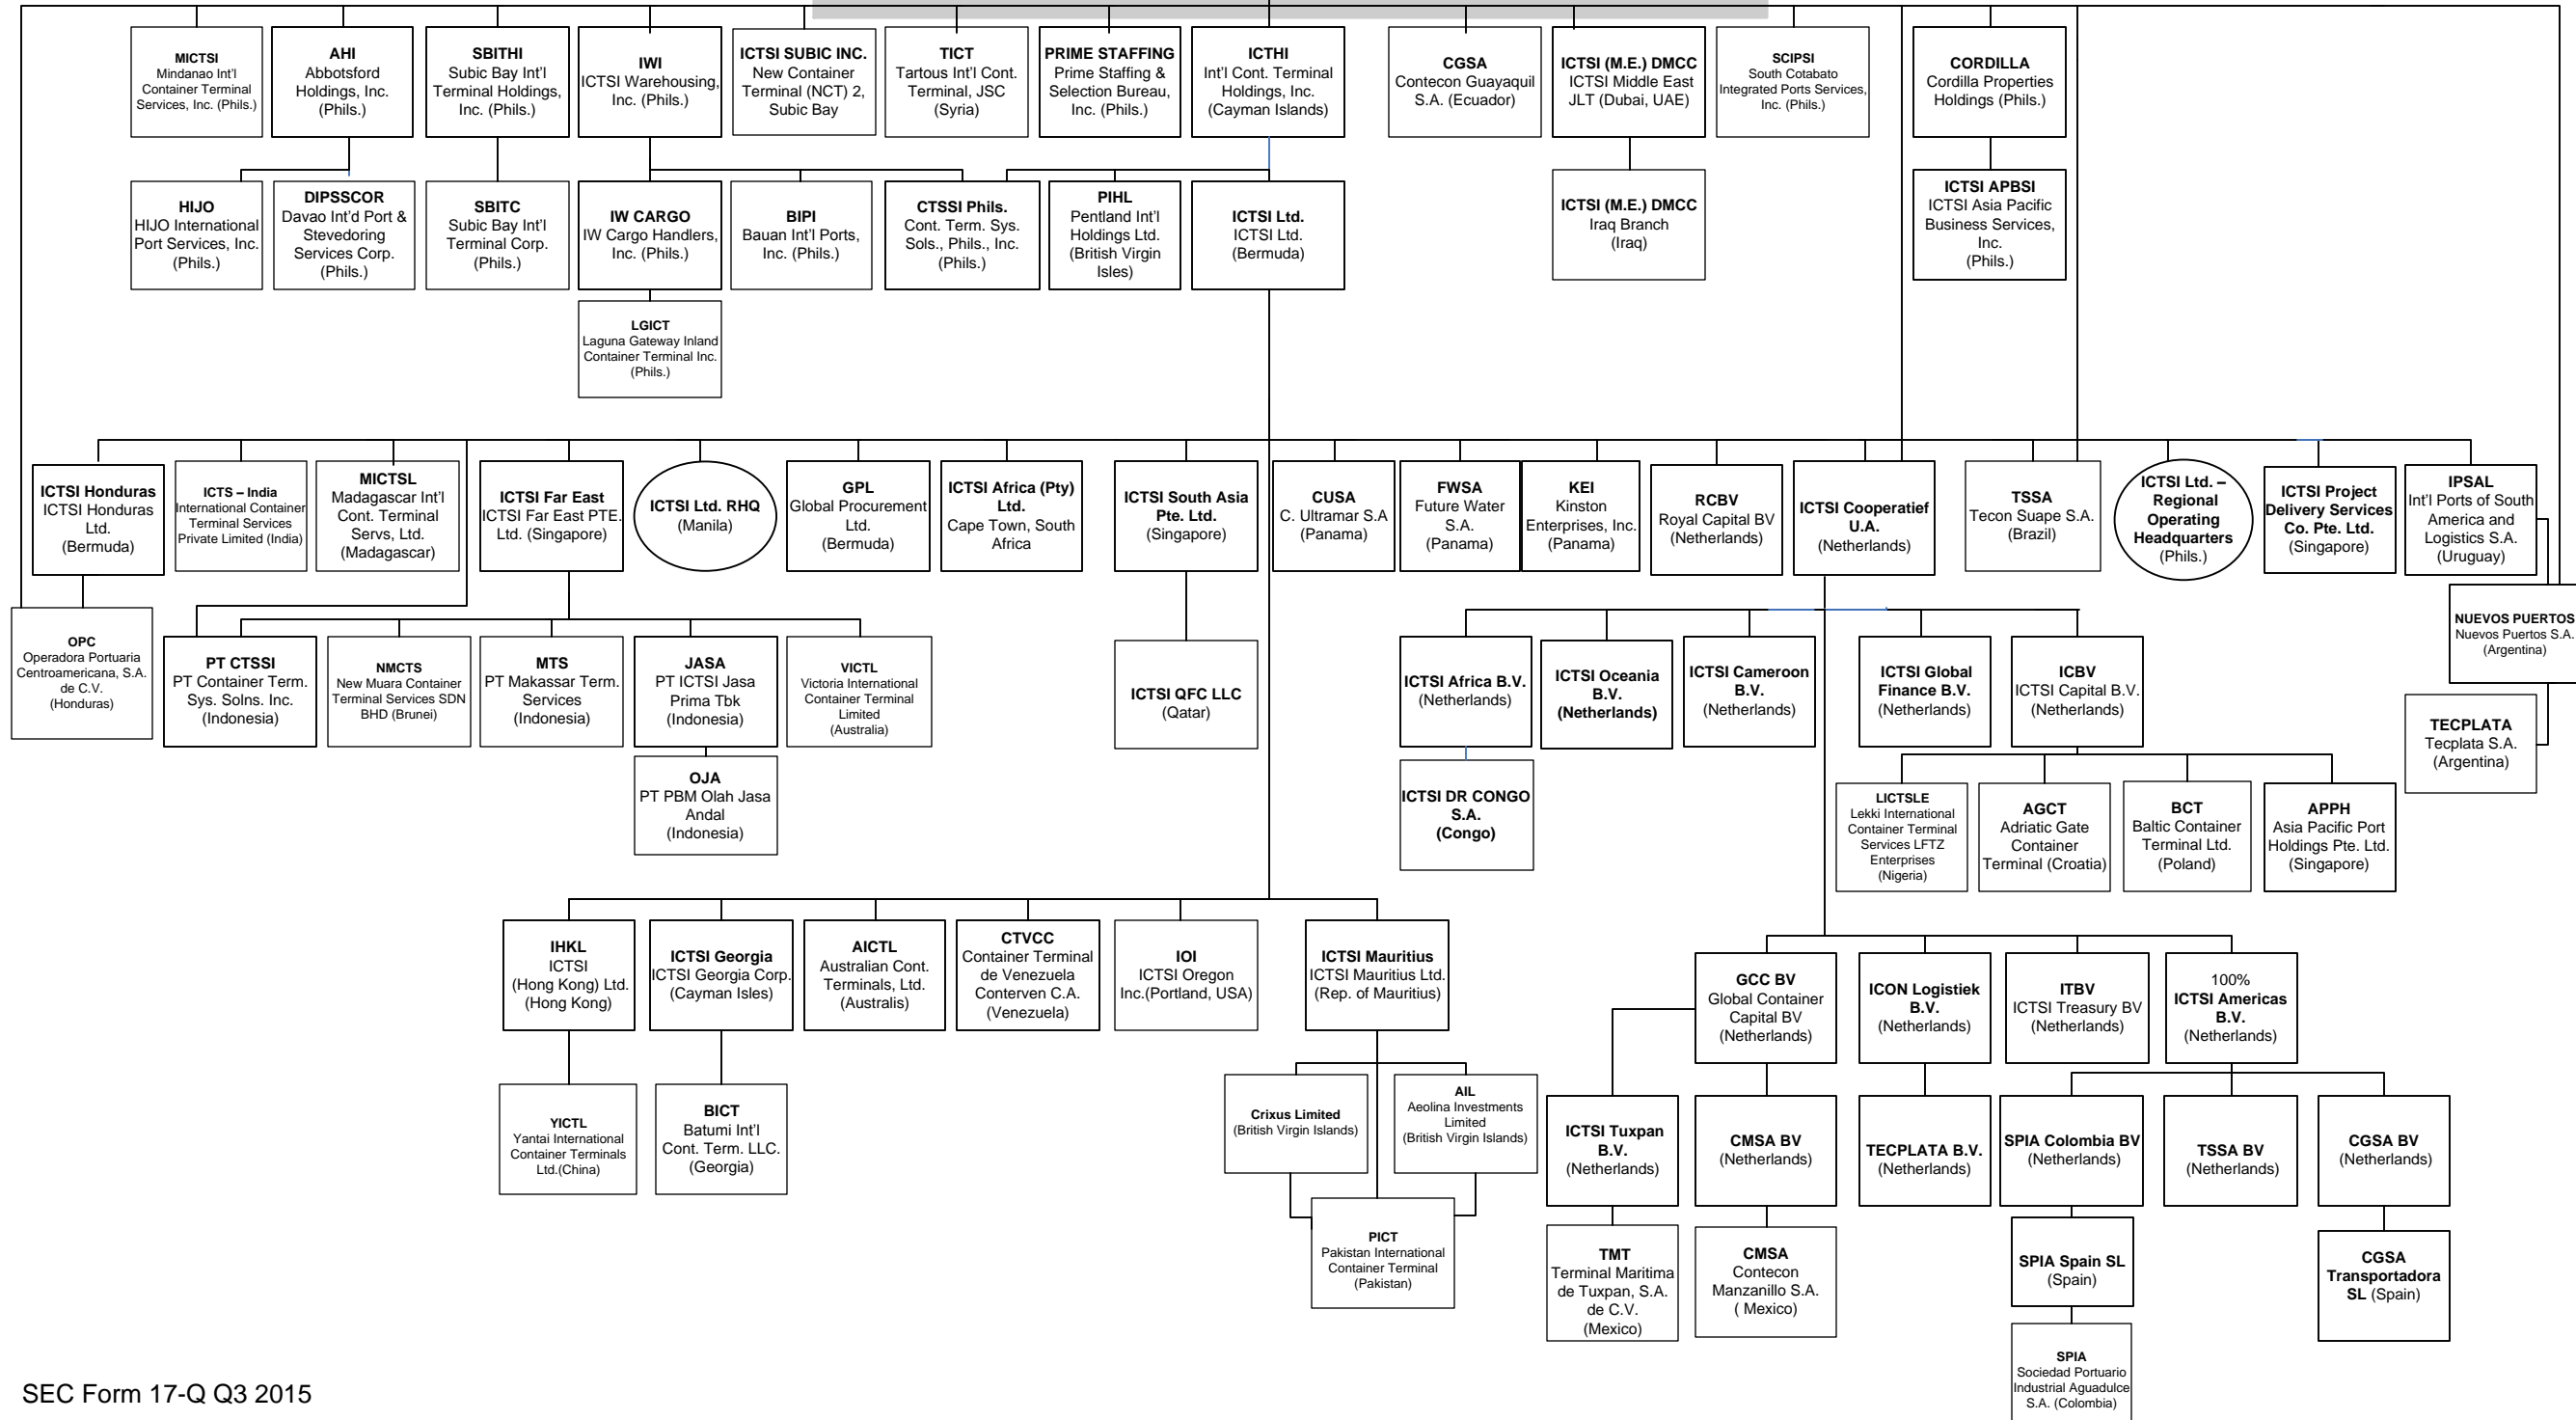 MICTSI
Mindanao Int'l
Container Terminal
Services, Inc. (Phils.)
AHI
Abbotsford
Holdings, Inc.
(Phils.)
SBITHI
Subic Bay Int'l
Terminal Holdings,
Inc. (Phils.)
IWI
ICTSI Warehousing,
Inc. (Phils.)
ICTSI SUBIC INC.
New Container
Terminal (NCT) 2,
Subic Bay
TICT
Tartous Int'l Cont.
Terminal, JSC
(Syria)
PRIME STAFFING
Prime Staffing &
Selection Bureau,
Inc. (Phils.)
ICTHI
Int'l Cont. Terminal
Holdings, Inc.
(Cayman Islands)
CGSA
Contecon Guayaquil
S.A. (Ecuador)
ICTSI (M.E.) DMCC
ICTSI Middle East
JLT (Dubai, UAE)
SCIPSI
South Cotabato
Integrated Ports Services,
Inc. (Phils.)
CORDILLA
Cordilla Properties
Holdings (Phils.)
HIJO
HIJO International
Port Services, Inc.
(Phils.)
DIPSSCOR
Davao Int'd Port &
Stevedoring
Services Corp.
(Phils.)
SBITC
Subic Bay Int'l
Terminal Corp.
(Phils.)
IW CARGO
IW Cargo Handlers,
Inc. (Phils.)
BIPI
Bauan Int'l Ports,
Inc. (Phils.)
CTSSI Phils.
Cont. Term. Sys.
Sols., Phils., Inc.
(Phils.)
PIHL
Pentland Int'l
Holdings Ltd.
(British Virgin
Isles)
ICTSI Ltd.
ICTSI Ltd.
(Bermuda)
ICTSI (M.E.) DMCC
Iraq Branch
(Iraq)
ICTSI APBSI
ICTSI Asia Pacific
Business Services,
Inc.
(Phils.)
LGICT
Laguna Gateway Inland
Container Terminal Inc.
(Phils.)
ICTSI Honduras
ICTSI Honduras
Ltd.
(Bermuda)
ICTS – India
International Container
Terminal Services
Private Limited (India)
MICTSL
Madagascar Int'l
Cont. Terminal
Servs, Ltd.
(Madagascar)
ICTSI Far East
ICTSI Far East PTE.
Ltd. (Singapore)
ICTSI Ltd. RHQ
(Manila)
GPL
Global Procurement
Ltd.
(Bermuda)
ICTSI Africa (Pty)
Ltd.
Cape Town, South
Africa
ICTSI South Asia
Pte. Ltd.
(Singapore)
CUSA
C. Ultramar S.A
(Panama)
FWSA
Future Water
S.A.
(Panama)
KEI
Kinston
Enterprises, Inc.
(Panama)
RCBV
Royal Capital BV
(Netherlands)
ICTSI Cooperatief
U.A.
(Netherlands)
TSSA
Tecon Suape S.A.
(Brazil)
ICTSI Ltd. –
Regional
Operating
Headquarters
(Phils.)
ICTSI Project
Delivery Services
Co. Pte. Ltd.
(Singapore)
IPSAL
Int'l Ports of South
America and
Logistics S.A.
(Uruguay)
OPC
Operadora Portuaria
Centroamericana, S.A.
de C.V.
(Honduras)
PT CTSSI
PT Container Term.
Sys. Solns. Inc.
(Indonesia)
NMCTS
New Muara Container
Terminal Services SDN
BHD (Brunei)
MTS
PT Makassar Term.
Services
(Indonesia)
JASA
PT ICTSI Jasa
Prima Tbk
(Indonesia)
VICTL
Victoria International
Container Terminal
Limited
(Australia)
ICTSI QFC LLC
(Qatar)
ICTSI Africa B.V.
(Netherlands)
ICTSI Oceania
B.V.
(Netherlands)
ICTSI Cameroon
B.V.
(Netherlands)
ICTSI Global
Finance B.V.
(Netherlands)
ICBV
ICTSI Capital B.V.
(Netherlands)
NUEVOS PUERTOS
Nuevos Puertos S.A.
(Argentina)
TECPLATA
Tecplata S.A.
(Argentina)
OJA
PT PBM Olah Jasa
Andal
(Indonesia)
ICTSI DR CONGO
S.A.
(Congo)
LICTSLE
Lekki International
Container Terminal
Services LFTZ
Enterprises
(Nigeria)
AGCT
Adriatic Gate
Container
Terminal (Croatia)
BCT
Baltic Container
Terminal Ltd.
(Poland)
APPH
Asia Pacific Port
Holdings Pte. Ltd.
(Singapore)
IHKL
ICTSI
(Hong Kong) Ltd.
(Hong Kong)
ICTSI Georgia
ICTSI Georgia Corp.
(Cayman Isles)
AICTL
Australian Cont.
Terminals, Ltd.
(Australis)
CTVCC
Container Terminal
de Venezuela
Conterven C.A.
(Venezuela)
IOI
ICTSI Oregon
Inc.(Portland, USA)
ICTSI Mauritius
ICTSI Mauritius Ltd.
(Rep. of Mauritius)
GCC BV
Global Container
Capital BV
(Netherlands)
ICON Logistiek
B.V.
(Netherlands)
ITBV
ICTSI Treasury BV
(Netherlands)
100%
ICTSI Americas
B.V.
(Netherlands)
YICTL
Yantai International
Container Terminals
Ltd.(China)
BICT
Batumi Int'l
Cont. Term. LLC.
(Georgia)
Crixus Limited
(British Virgin Islands)
AIL
Aeolina Investments
Limited
(British Virgin Islands)
ICTSI Tuxpan
B.V.
(Netherlands)
CMSA BV
(Netherlands)
TECPLATA B.V.
(Netherlands)
SPIA Colombia BV
(Netherlands)
TSSA BV
(Netherlands)
CGSA BV
(Netherlands)
PICT
Pakistan International
Container Terminal
(Pakistan)
TMT
Terminal Maritima
de Tuxpan, S.A.
de C.V.
(Mexico)
CMSA
Contecon
Manzanillo S.A.
( Mexico)
SPIA Spain SL
(Spain)
CGSA
Transportadora
SL (Spain)
SPIA
Sociedad Portuario
Industrial Aguadulce
S.A. (Colombia)
SEC Form 17-Q Q3 2015